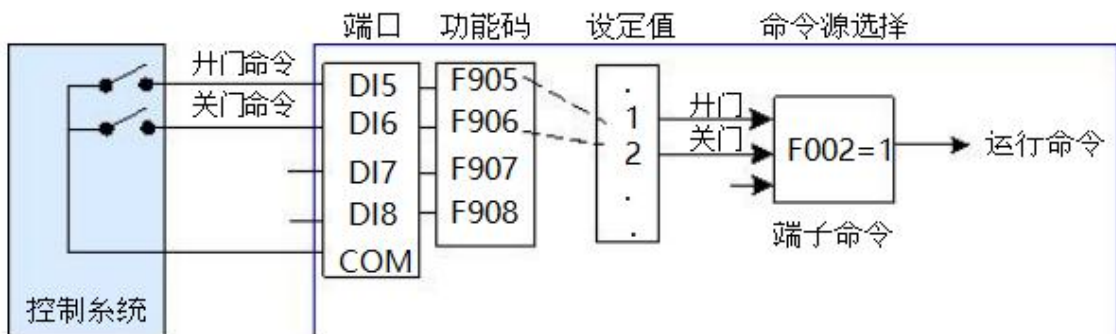 端口 功能码 设定值 命令源选择
开门命令
关门命令
DI5 F905
DI6 F906
DI7 F907
DI8 F908
COM
.
1
2
.
.
开门
关门
F002=1
运行命令
端子命令
控制系统